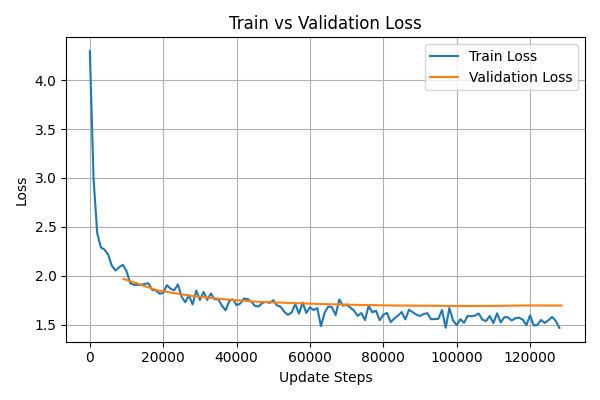 Train vs Validation Loss
Train Loss
Validation Loss
4.0
3.5
3.0
2.5
2.0
1.5
Loss
0 20000 40000 60000 80000 100000 120000
Update Steps